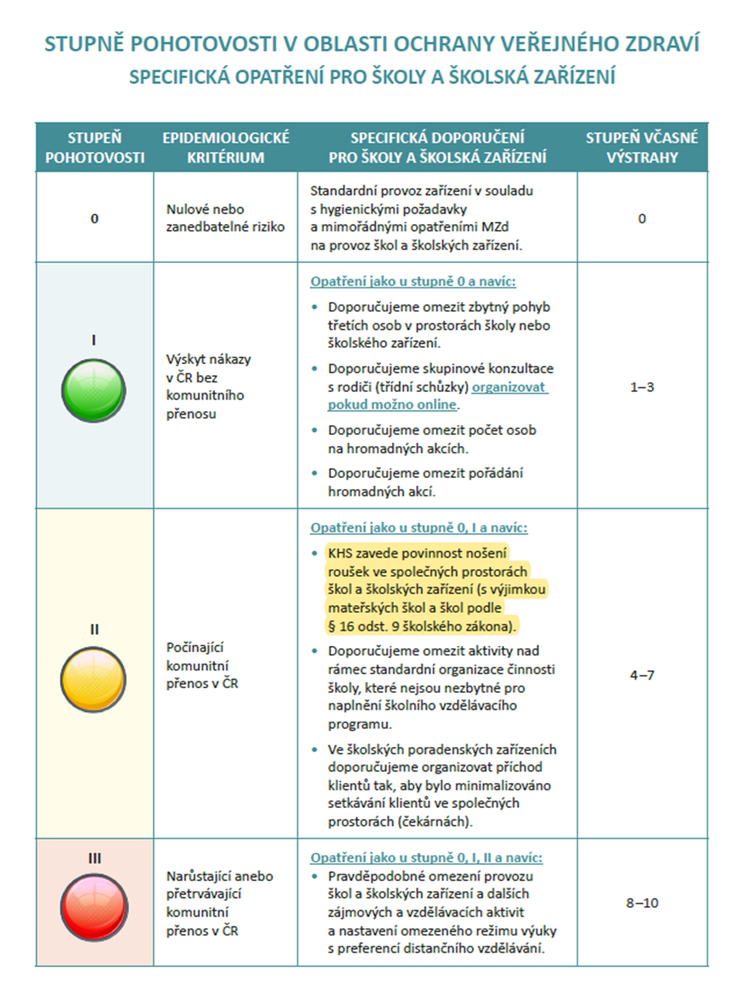 STUPNĚ POHOTOVOSTI V OBLASTI OCHRANY VEŘEJNÉHO ZDRAVÍ
SPECIFICKÁ OPATŘENÍ PRO ŠKOLY A ŠKOLSKÁ ZAŘÍZENÍ
STUPEŇ
POHOTOVOSTI
EPIDEMIOLOGICKÉ
KRITÉRIUM
SPECIFICKÁ DOPORUČENÍ
PRO ŠKOLY A ŠKOLSKÁ ZAŘÍZENÍ
STUPEŇ VČASNÉ
VÝSTRAHY
0
Nulové nebo
zanedbatelné riziko
Standardní provoz zařízení v souladu
s hygienickými požadavky
a mimořádnými opatřeními MZd
na provoz škol a školských zařízení.
0
I
Výskyt nákazy
v ČR bez
komunitního
přenosu
Opatření jako u stupně 0 a navíc:
• Doporučujeme omezit zbytný pohyb
třetích osob v prostorách školy nebo
školského zařízení.
• Doporučujeme skupinové konzultace
s rodiči (třídní schůzky) organizovat
pokud možno online.
• Doporučujeme omezit počet osob
na hromadných akcích.
• Doporučujeme omezit pořádání
hromadných akcí.
1–3
II
Počínající
komunitní
přenos v ČR
Opatření jako u stupně 0, I a navíc:
• KHS zavede povinnost nošení
roušek ve společných prostorách
škol a školských zařízení (s výjimkou
mateřských škol a škol podle
§ 16 odst. 9 školského zákona).
• Doporučujeme omezit aktivity nad
rámec standardní organizace činnosti
školy, které nejsou nezbytné pro
naplnění školního vzdělávacího
programu.
• Ve školských poradenských zařízeních
doporučujeme organizovat příchod
klientů tak, aby bylo minimalizováno
setkávání klientů ve společných
prostorách (čekárnách).
4–7
III
Narůstající anebo
přetrvávající
komunitní
přenos v ČR
Opatření jako u stupně 0, I, II a navíc:
• Pravděpodobné omezení provozu
škol a školských zařízení a dalších
zájmových a vzdělávacích aktivit
a nastavení omezeného režimu výuky
s preferencí distančního vzdělávání.
8–10